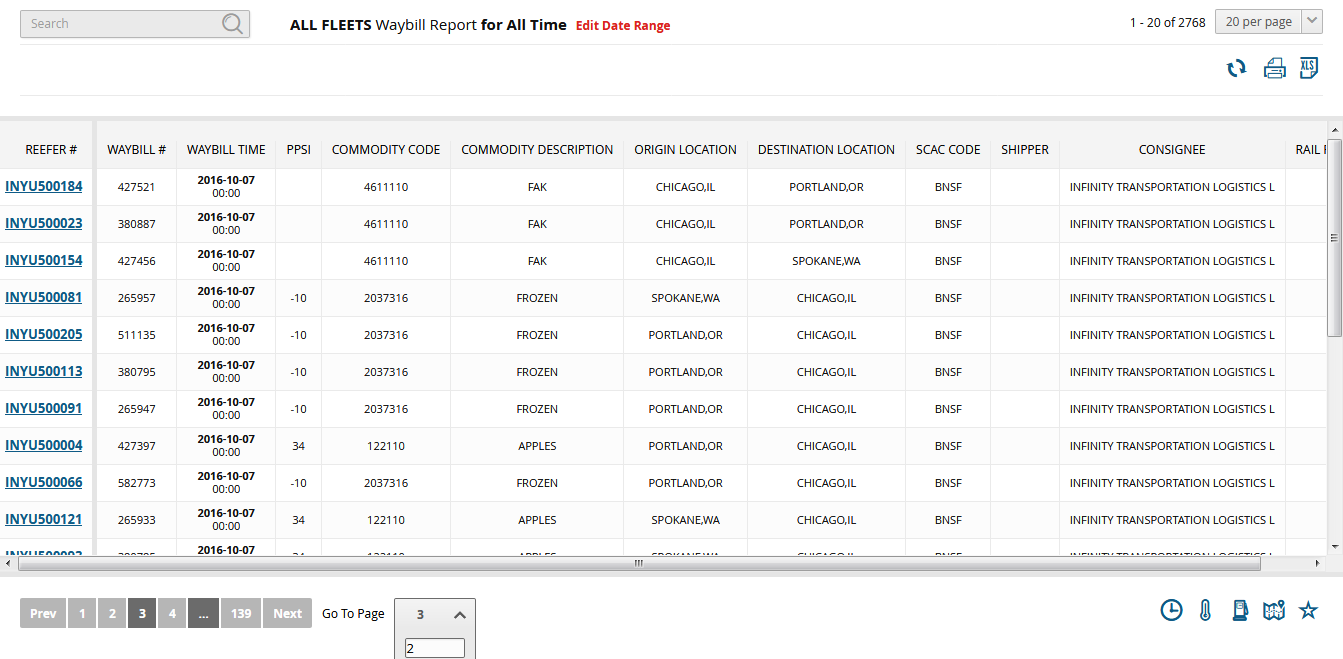 Search
ALL FLEETS Waybill Report for All Time Edit Date Range
1 - 20 of 2768
20 per page
XLS
REEFER # WAYBILL # WAYBILL TIME PPSI COMMODITY CODE COMMODITY DESCRIPTION ORIGIN LOCATION DESTINATION LOCATION SCAC CODE SHIPPER CONSIGNEE RAIL
INYU500184 427521 2016-10-07 00:00 4611110 FAK CHICAGO,IL PORTLAND,OR BNSF INFINITY TRANSPORTATION LOGISTICS L
INYU500023 380887 2016-10-07 00:00 4611110 FAK CHICAGO,IL PORTLAND,OR BNSF INFINITY TRANSPORTATION LOGISTICS L
INYU500154 427456 2016-10-07 00:00 4611110 FAK CHICAGO,IL SPOKANE,WA BNSF INFINITY TRANSPORTATION LOGISTICS L
INYU500081 265957 2016-10-07 00:00 -10 2037316 FROZEN SPOKANE,WA CHICAGO,IL BNSF INFINITY TRANSPORTATION LOGISTICS L
INYU500205 511135 2016-10-07 00:00 -10 2037316 FROZEN PORTLAND,OR CHICAGO,IL BNSF INFINITY TRANSPORTATION LOGISTICS L
INYU500113 380795 2016-10-07 00:00 -10 2037316 FROZEN PORTLAND,OR CHICAGO,IL BNSF INFINITY TRANSPORTATION LOGISTICS L
INYU500091 265947 2016-10-07 00:00 -10 2037316 FROZEN PORTLAND,OR CHICAGO,IL BNSF INFINITY TRANSPORTATION LOGISTICS L
INYU500004 427397 2016-10-07 00:00 34 122110 APPLES PORTLAND,OR CHICAGO,IL BNSF INFINITY TRANSPORTATION LOGISTICS L
INYU500066 582773 2016-10-07 00:00 -10 2037316 FROZEN PORTLAND,OR CHICAGO,IL BNSF INFINITY TRANSPORTATION LOGISTICS L
INYU500121 265933 2016-10-07 00:00 34 122110 APPLES SPOKANE,WA CHICAGO,IL BNSF INFINITY TRANSPORTATION LOGISTICS L
2016-10-07
Prev 1 2 3 4 ... 139 Next Go To Page 3
2